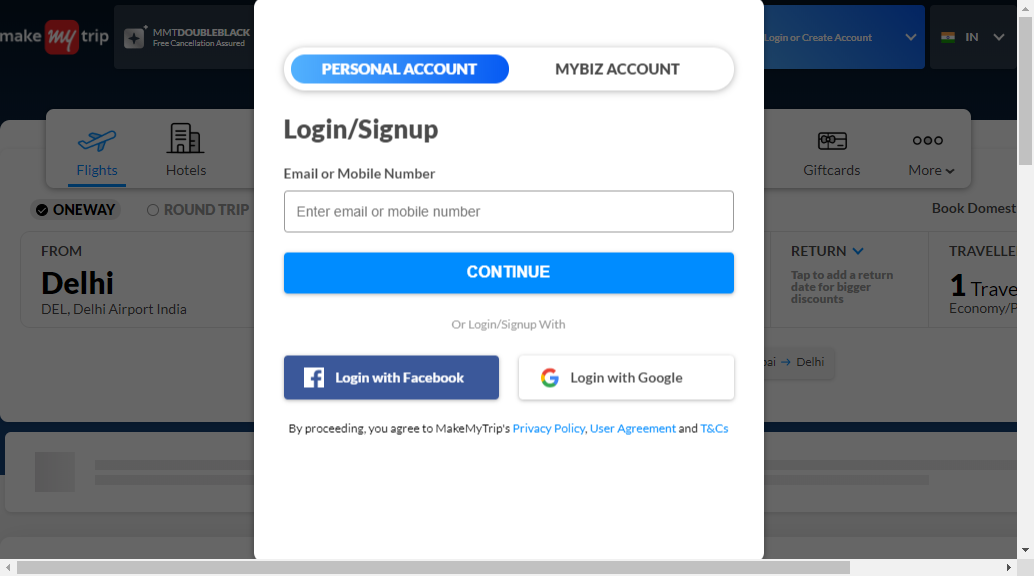 make my trip
MMTDOUBLEBLACK
Free Cancellation Assured
Login or Create Account
IN
PERSONAL ACCOUNT
MYBIZ ACCOUNT
Login/Signup
Email or Mobile Number
Enter email or mobile number
CONTINUE
Or Login/Signup With
Login with Facebook
Login with Google
By proceeding, you agree to MakeMyTrip's Privacy Policy, User Agreement and T&Cs
Flights
Hotels
Giftcards
More
ONEWAY
ROUND TRIP
Book Domest
FROM
Delhi
DEL, Delhi Airport India
RETURN
Tap to add a return
date for bigger
discounts
TRAVELLE
1 Trave
Economy/P
bai → Delhi